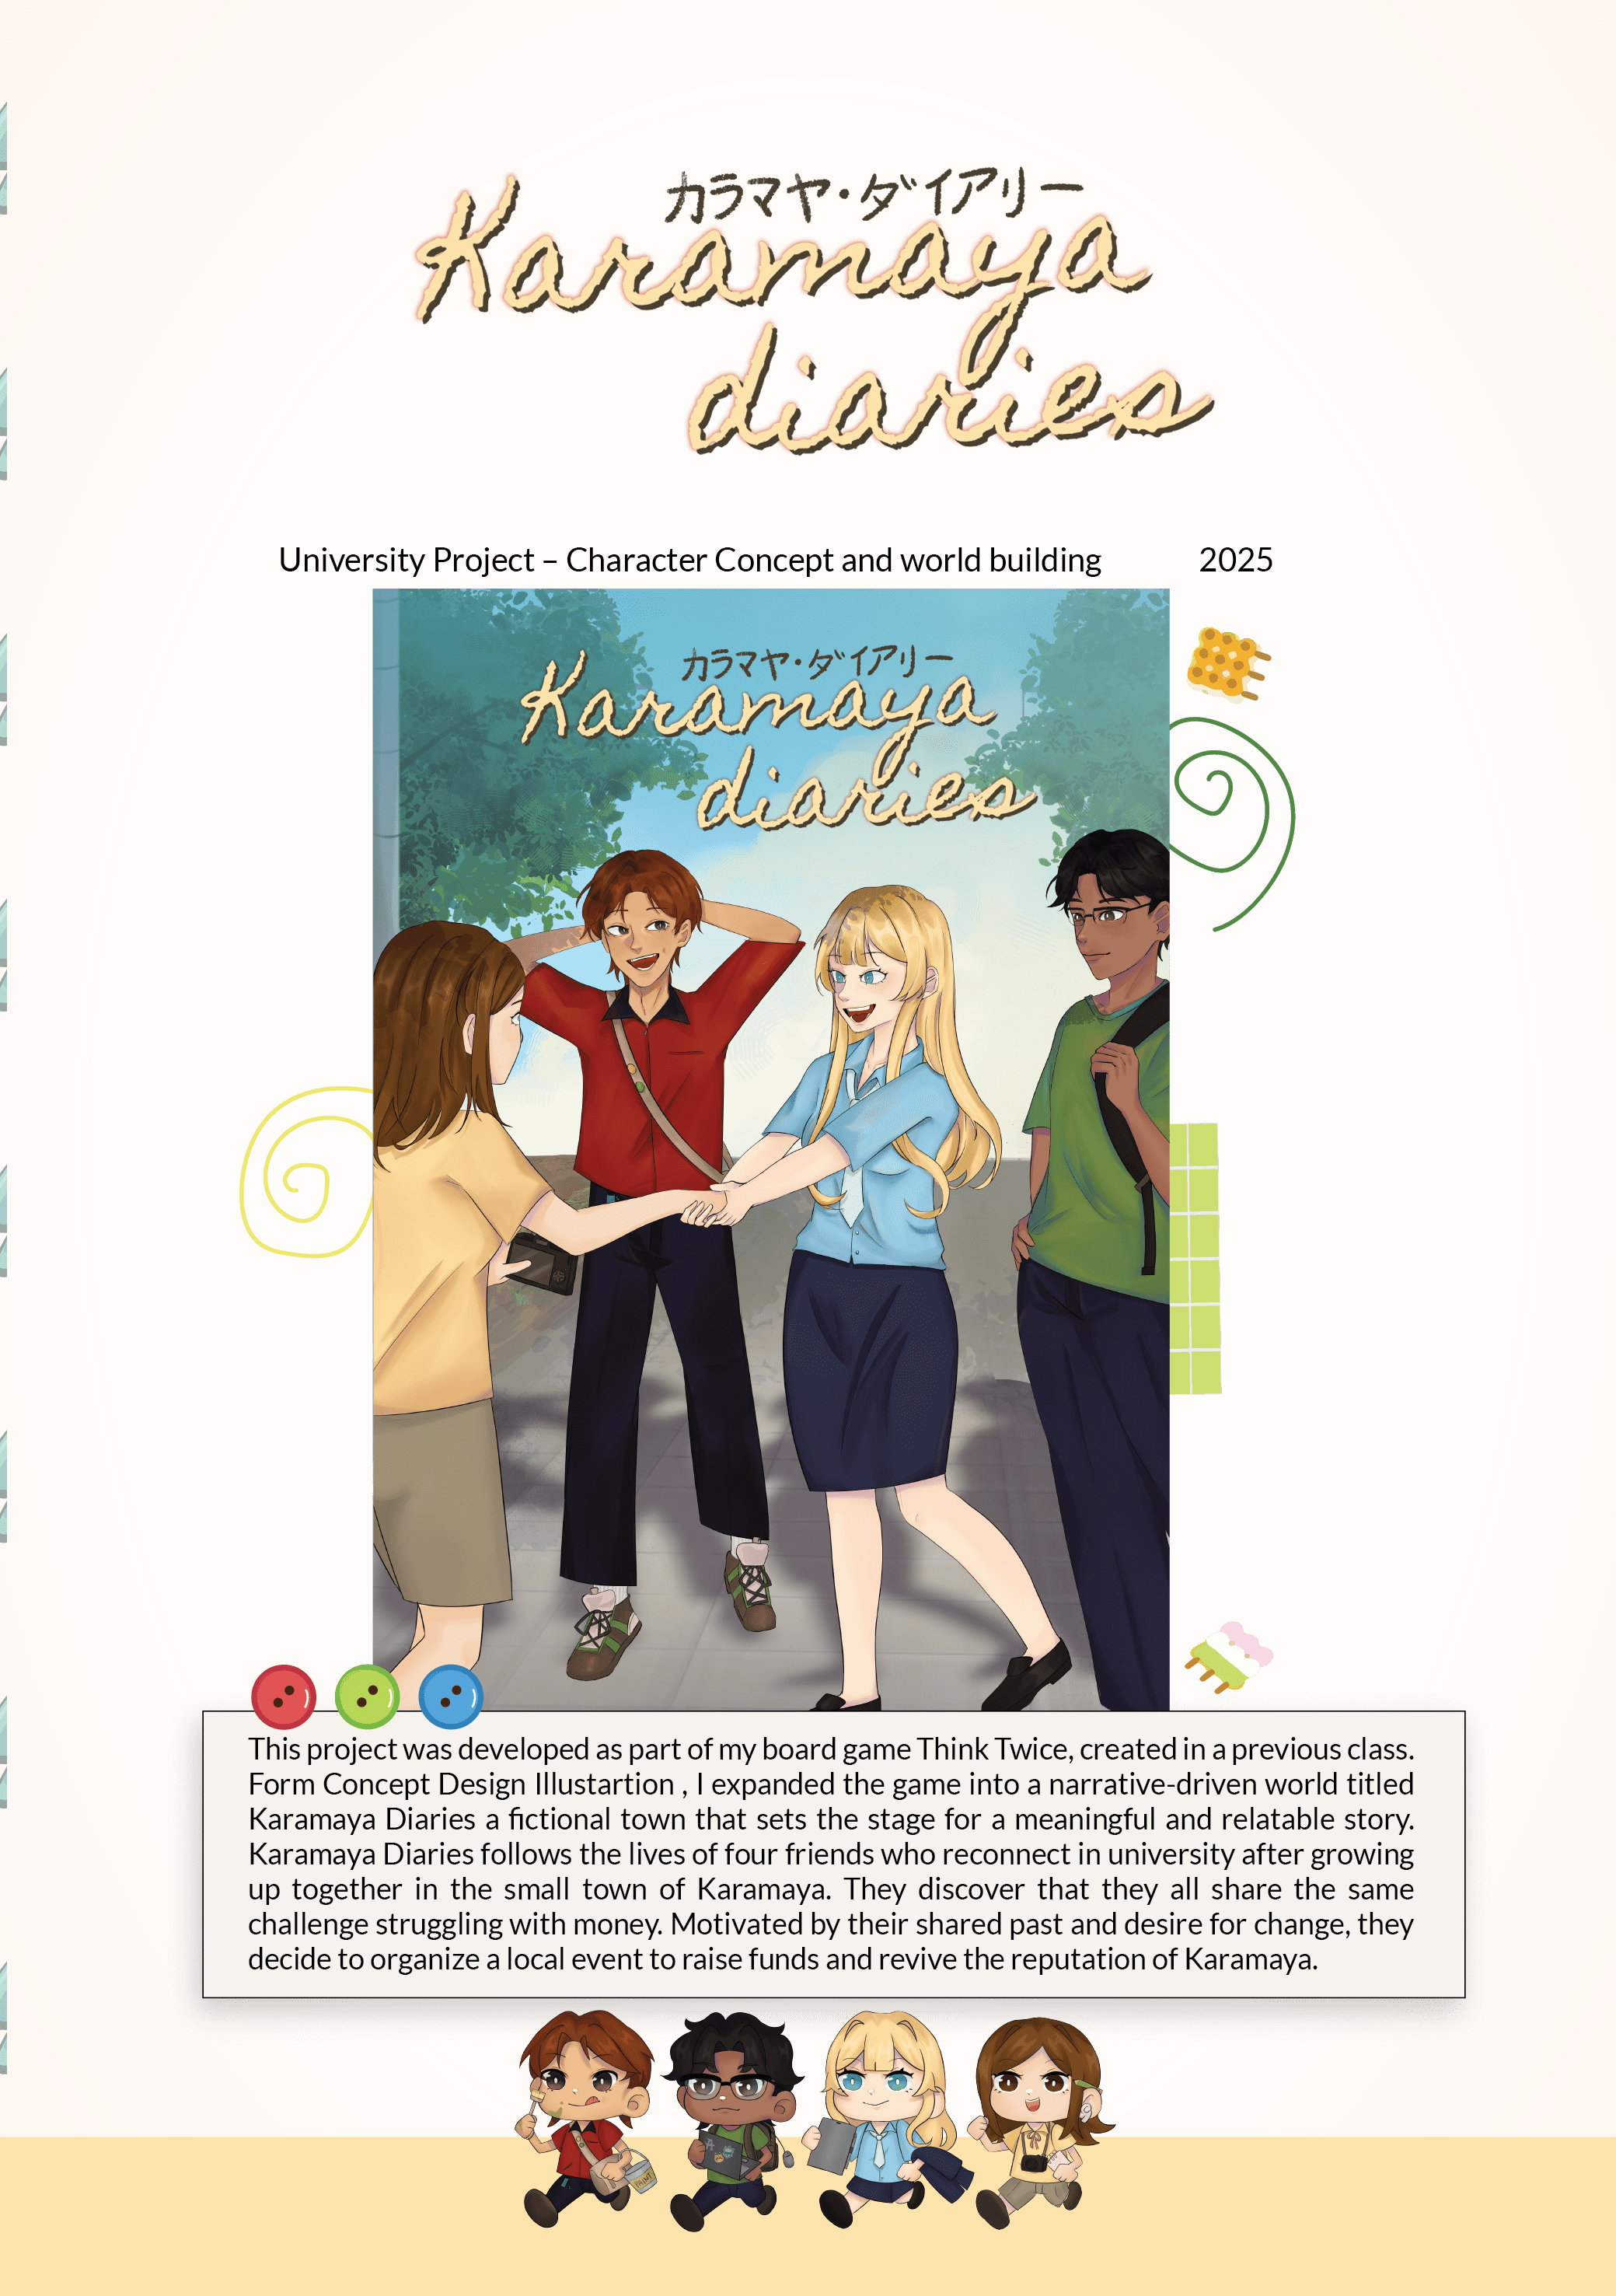 カラマヤ・ダイアリー
Karamaya
diaries
University Project – Character Concept and world building 2025
カラマヤ・ダイアリー
Karamaya
diaries
This project was developed as part of my board game Think Twice, created in a previous class.
Form Concept Design Illustartion , I expanded the game into a narrative-driven world titled
Karamaya Diaries a fictional town that sets the stage for a meaningful and relatable story.
Karamaya Diaries follows the lives of four friends who reconnect in university after growing
up together in the small town of Karamaya. They discover that they all share the same
challenge struggling with money. Motivated by their shared past and desire for change, they
decide to organize a local event to raise funds and revive the reputation of Karamaya.
PAINT